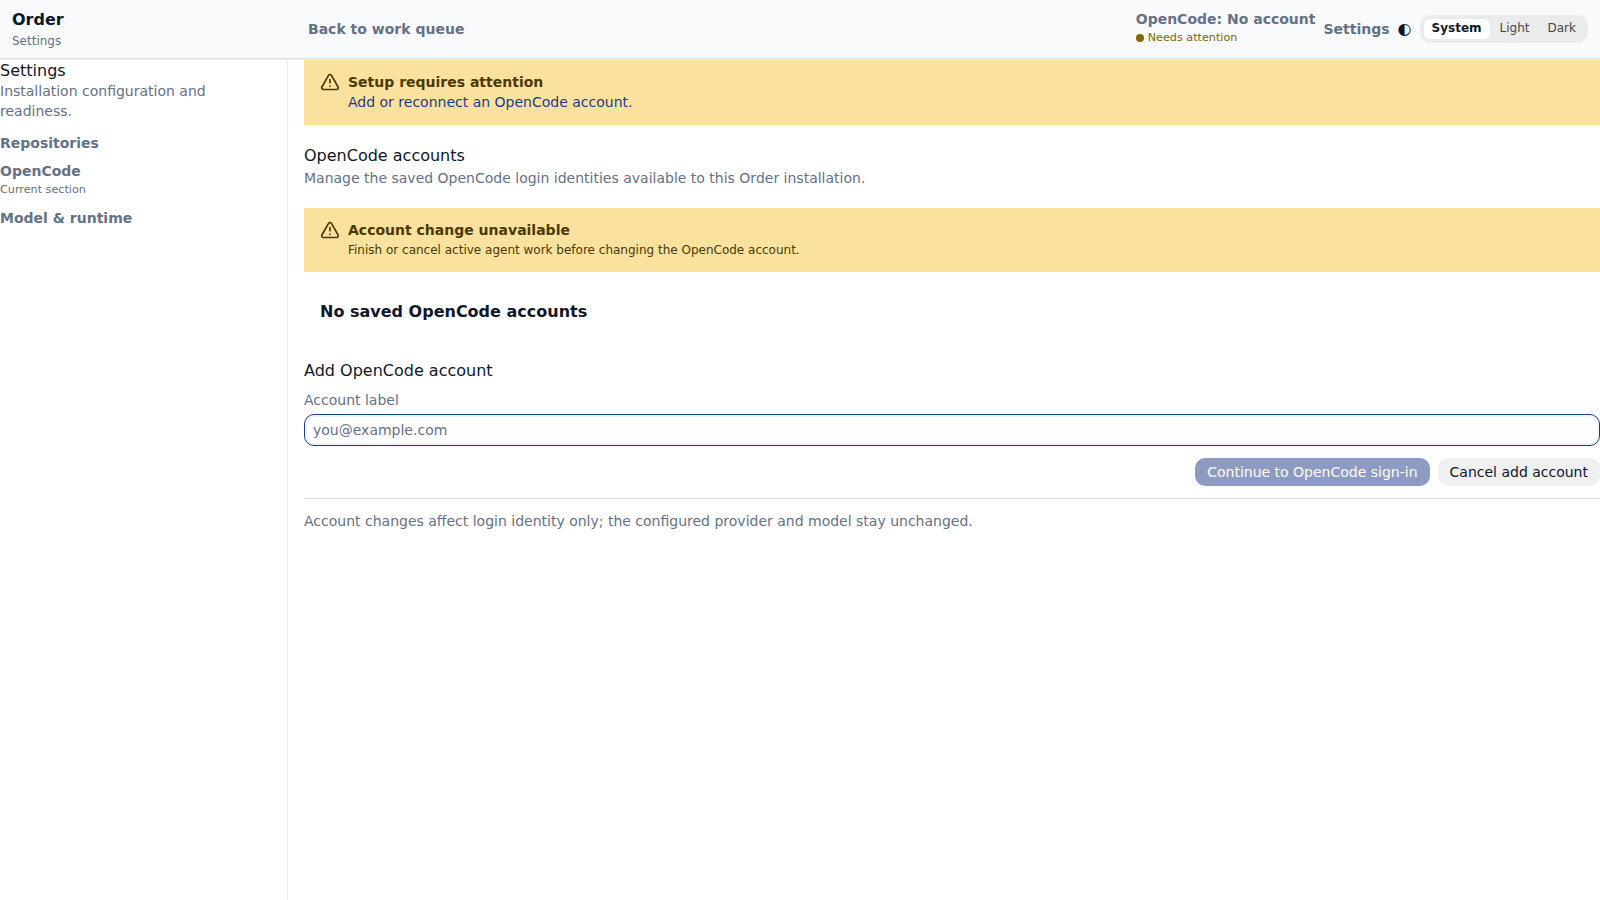 Order
Settings
Back to work queue
OpenCode: No account
Needs attention
Settings
System
Light
Dark
Settings
Installation configuration and
readiness.
Repositories
OpenCode
Current section
Model & runtime
Setup requires attention
Add or reconnect an OpenCode account.
OpenCode accounts
Manage the saved OpenCode login identities available to this Order installation.
Account change unavailable
Finish or cancel active agent work before changing the OpenCode account.
No saved OpenCode accounts
Add OpenCode account
Account label
you@example.com
Continue to OpenCode sign-in
Cancel add account
Account changes affect login identity only; the configured provider and model stay unchanged.